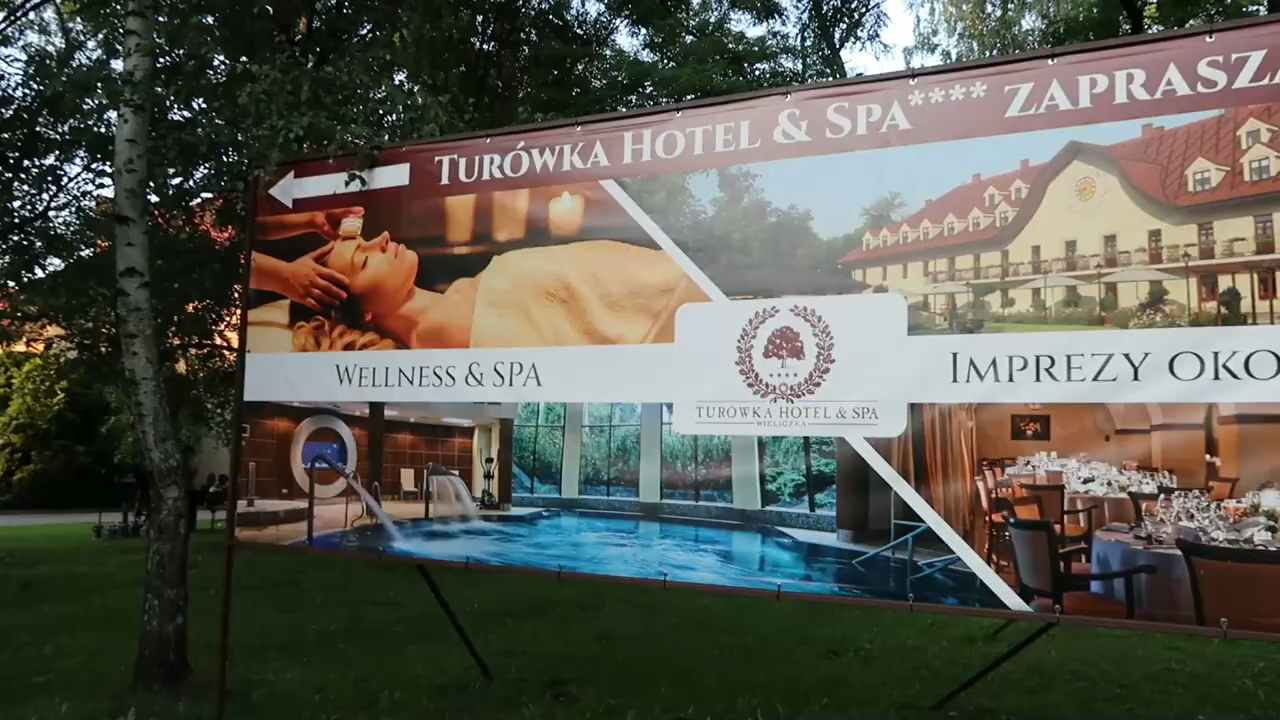 TURÓWKA HOTEL & SPA**** ZAPRASZA
WELLNESS & SPA
TURÓWKA HOTEL & SPA
WIELICZKA
IMPREZY OKO